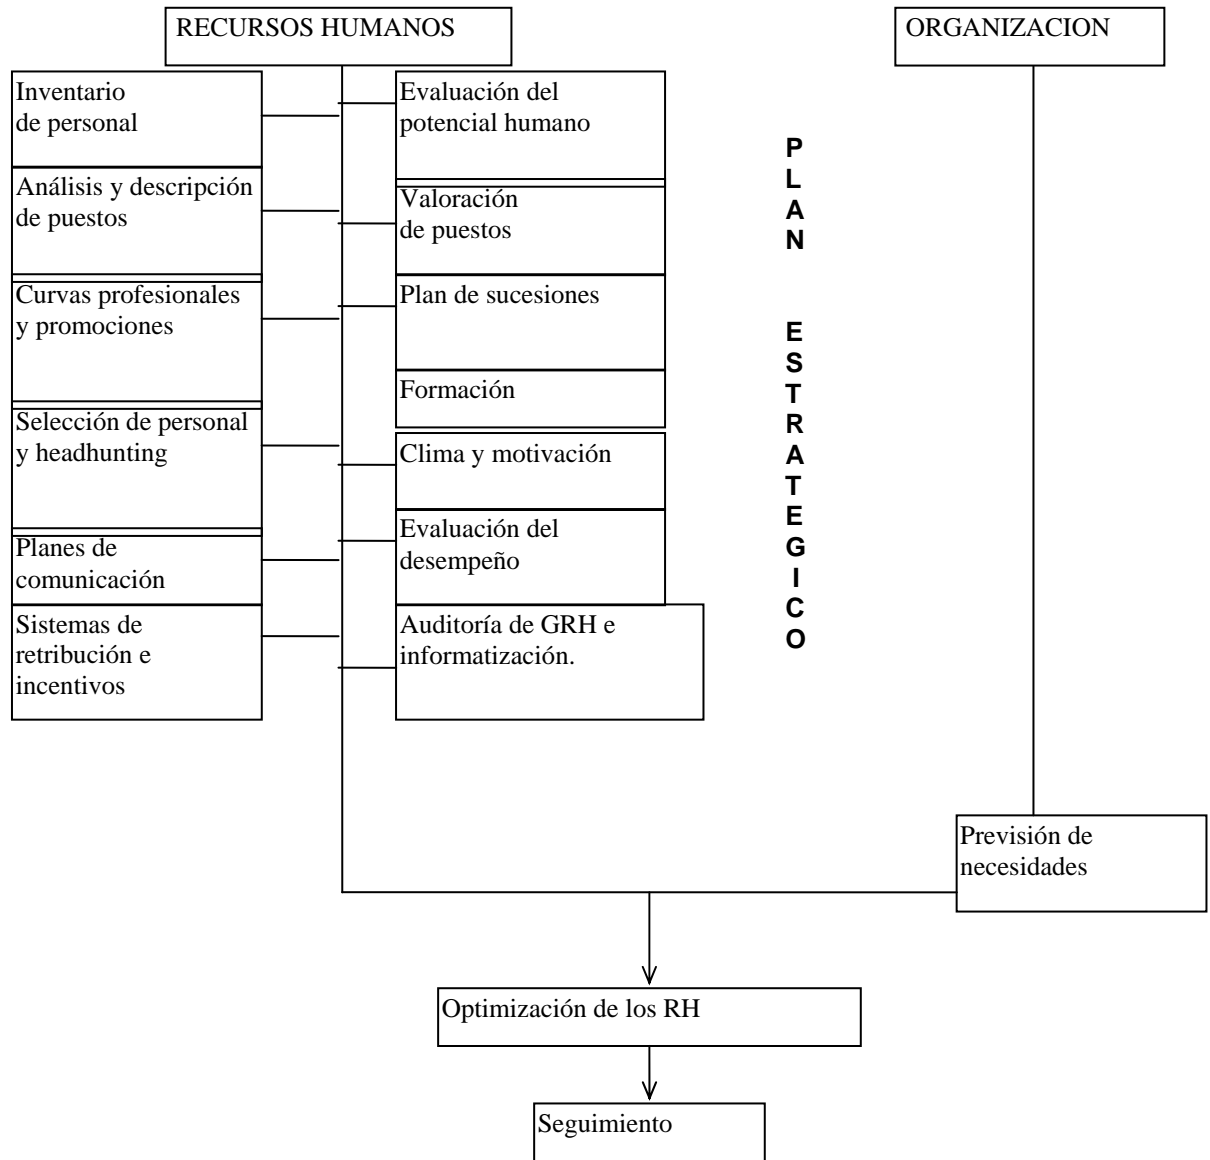 RECURSOS HUMANOS
ORGANIZACION
Inventario
de personal
Análisis y descripción
de puestos
Curvas profesionales
y promociones
Selección de personal
y headhunting
Planes de
comunicación
Sistemas de
retribución e
incentivos
Evaluación del
potencial humano
Valoración
de puestos
Plan de sucesiones
Formación
Clima y motivación
Evaluación del
desempeño
Auditoría de GRH e
informatización.
PLAN
ESTRATEGICO
Previsión de
necesidades
Optimización de los RH
Seguimiento